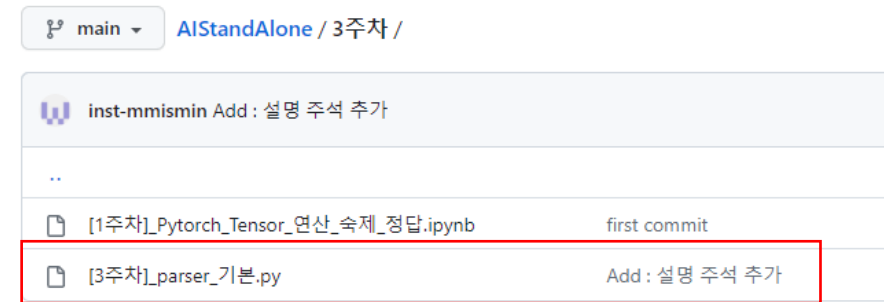 main AIStandAlone / 3주차 /
inst-mmismin Add : 설명 주석 추가
..
[1주차]_Pytorch_Tensor_연산_숙제_정답.ipynb first commit
[3주차]_parser_기본.py Add : 설명 주석 추가